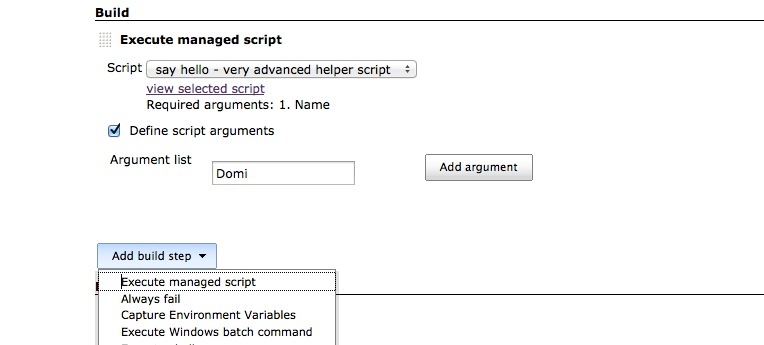 Build
Execute managed script
Script say hello - very advanced helper script
view selected script
Required arguments: 1. Name
Define script arguments
Argument list Domi Add argument
Add build step
Execute managed script
Always fail
Capture Environment Variables
Execute Windows batch command